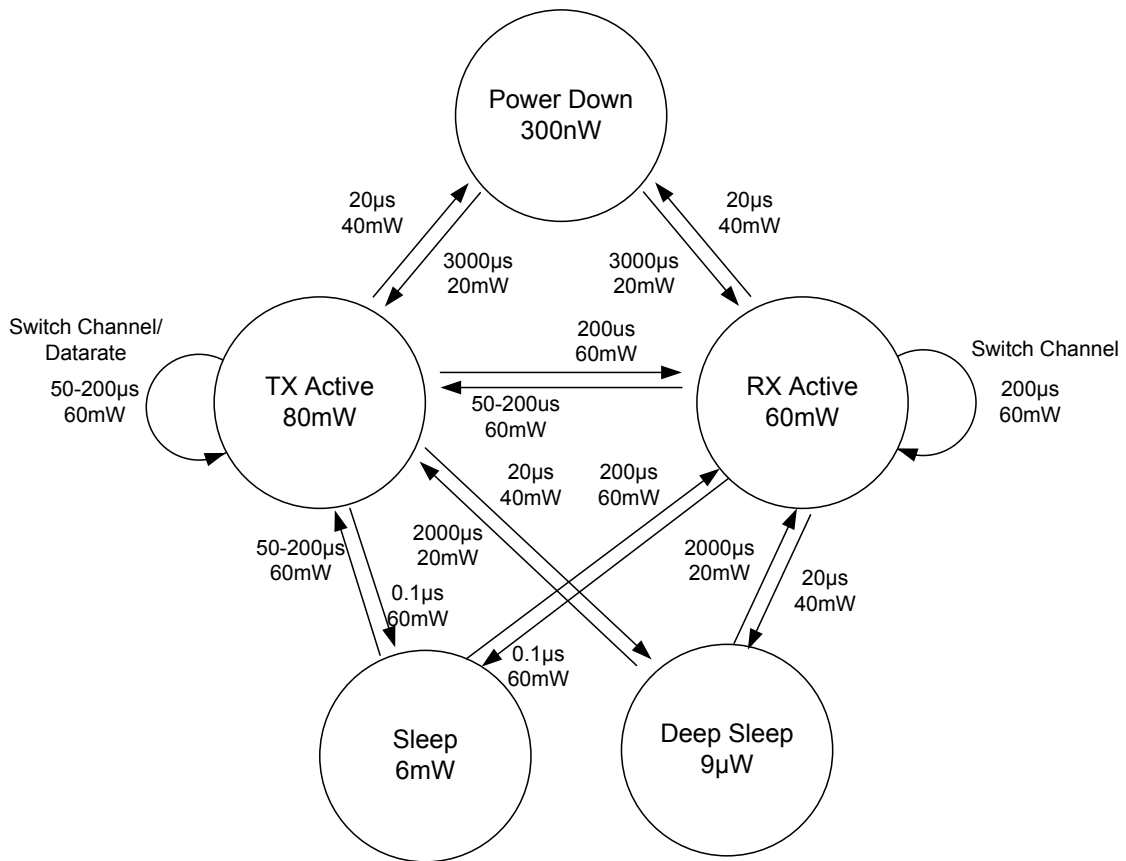 Power Down
300nW
20µs
40mW
20µs
40mW
3000µs
20mW
3000µs
20mW
Switch Channel/
Datarate
50-200µs
60mW
TX Active
80mW
200us
60mW
50-200us
60mW
RX Active
60mW
Switch Channel
200µs
60mW
20µs
40mW
200µs
60mW
50-200µs
60mW
2000µs
20mW
2000µs
20mW
20µs
40mW
0.1µs
60mW
0.1µs
60mW
Sleep
6mW
Deep Sleep
9µW